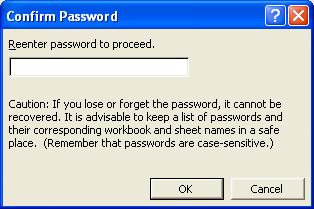 Confirm Password
Reenter password to proceed.
Caution: If you lose or forget the password, it cannot be
recovered. It is advisable to keep a list of passwords and
their corresponding workbook and sheet names in a safe
place.  (Remember that passwords are case-sensitive.)
OK
Cancel